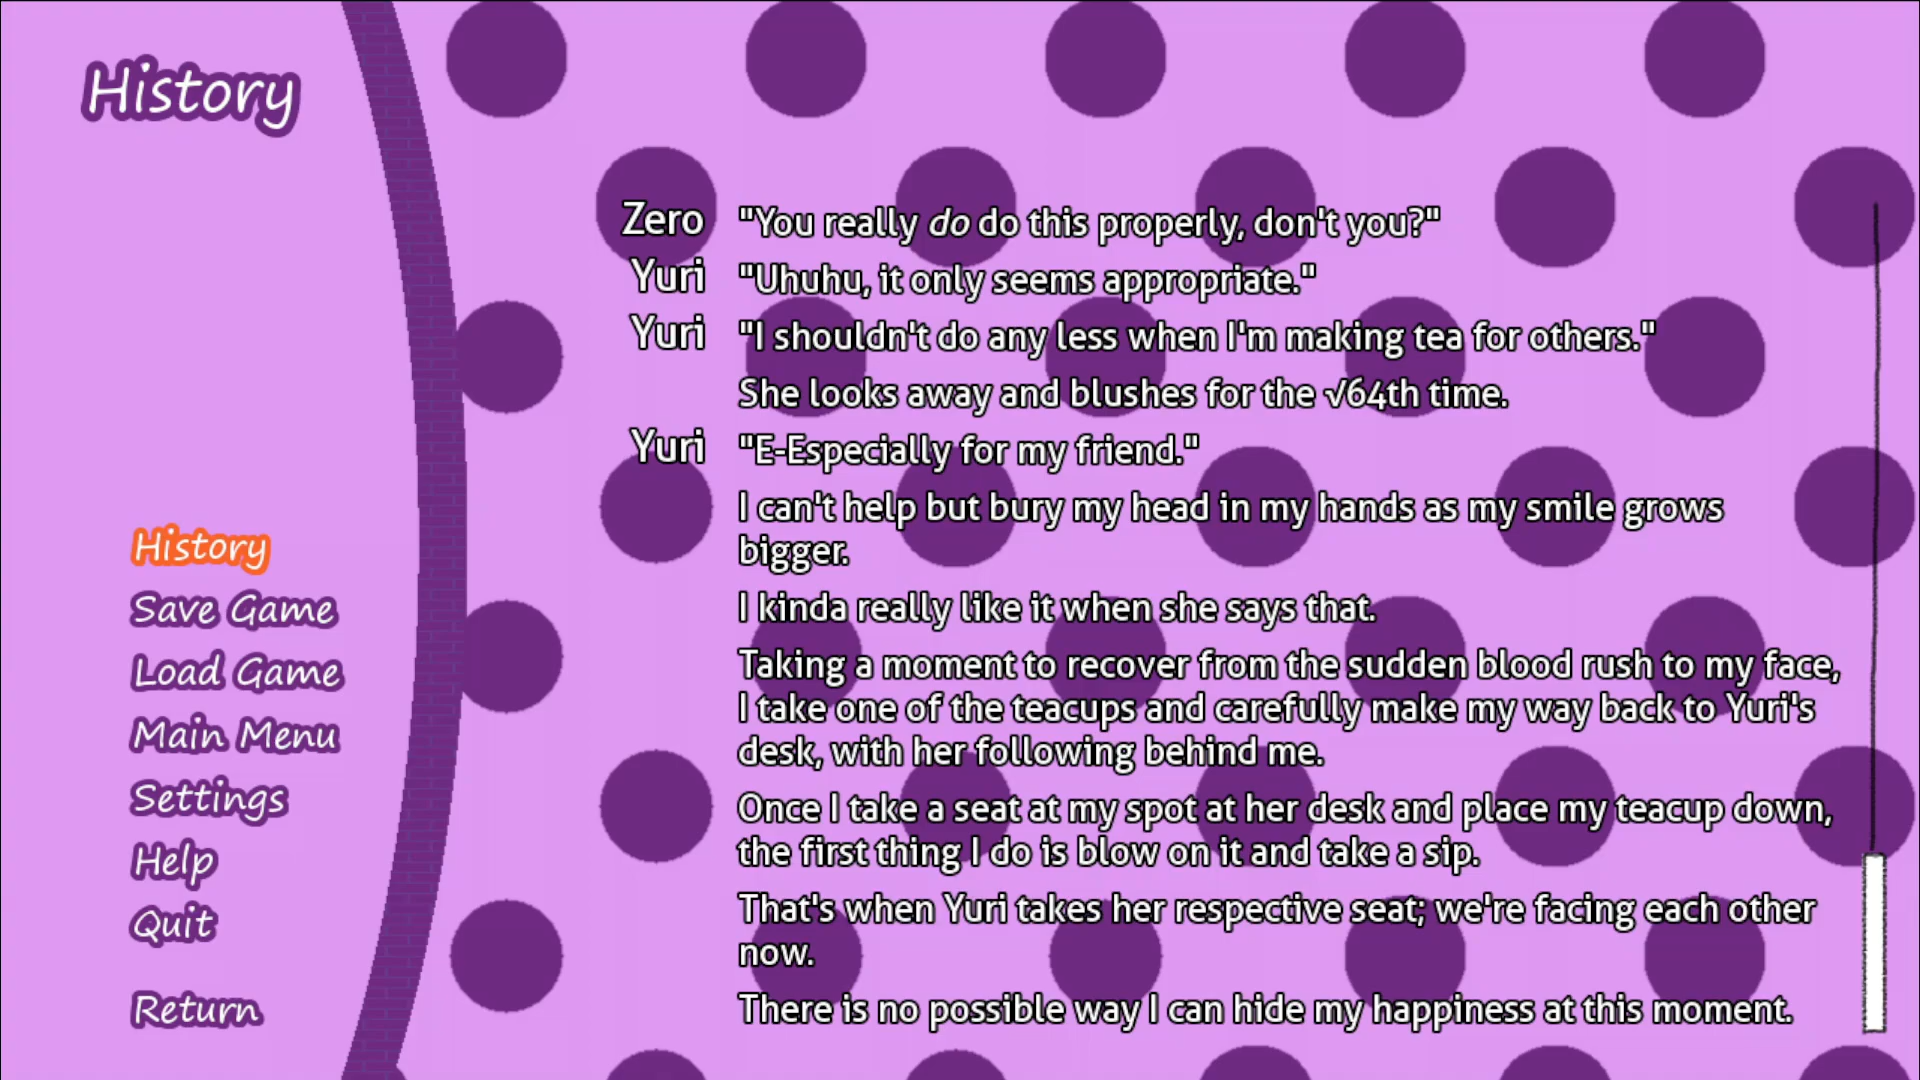 History
Zero "You really do do this properly, don't you?"
Yuri "Uhuhu, it only seems appropriate."
Yuri "I shouldn't do any less when I'm making tea for others."
She looks away and blushes for the √64th time.
Yuri "E-Especially for my friend."
I can't help but bury my head in my hands as my smile grows
bigger.
I kinda really like it when she says that.
Taking a moment to recover from the sudden blood rush to my face,
I take one of the teacups and carefully make my way back to Yuri's
desk, with her following behind me.
Once I take a seat at my spot at her desk and place my teacup down,
the first thing I do is blow on it and take a sip.
That's when Yuri takes her respective seat; we're facing each other
now.
There is no possible way I can hide my happiness at this moment.
History
Save Game
Load Game
Main Menu
Settings
Help
Quit
Return